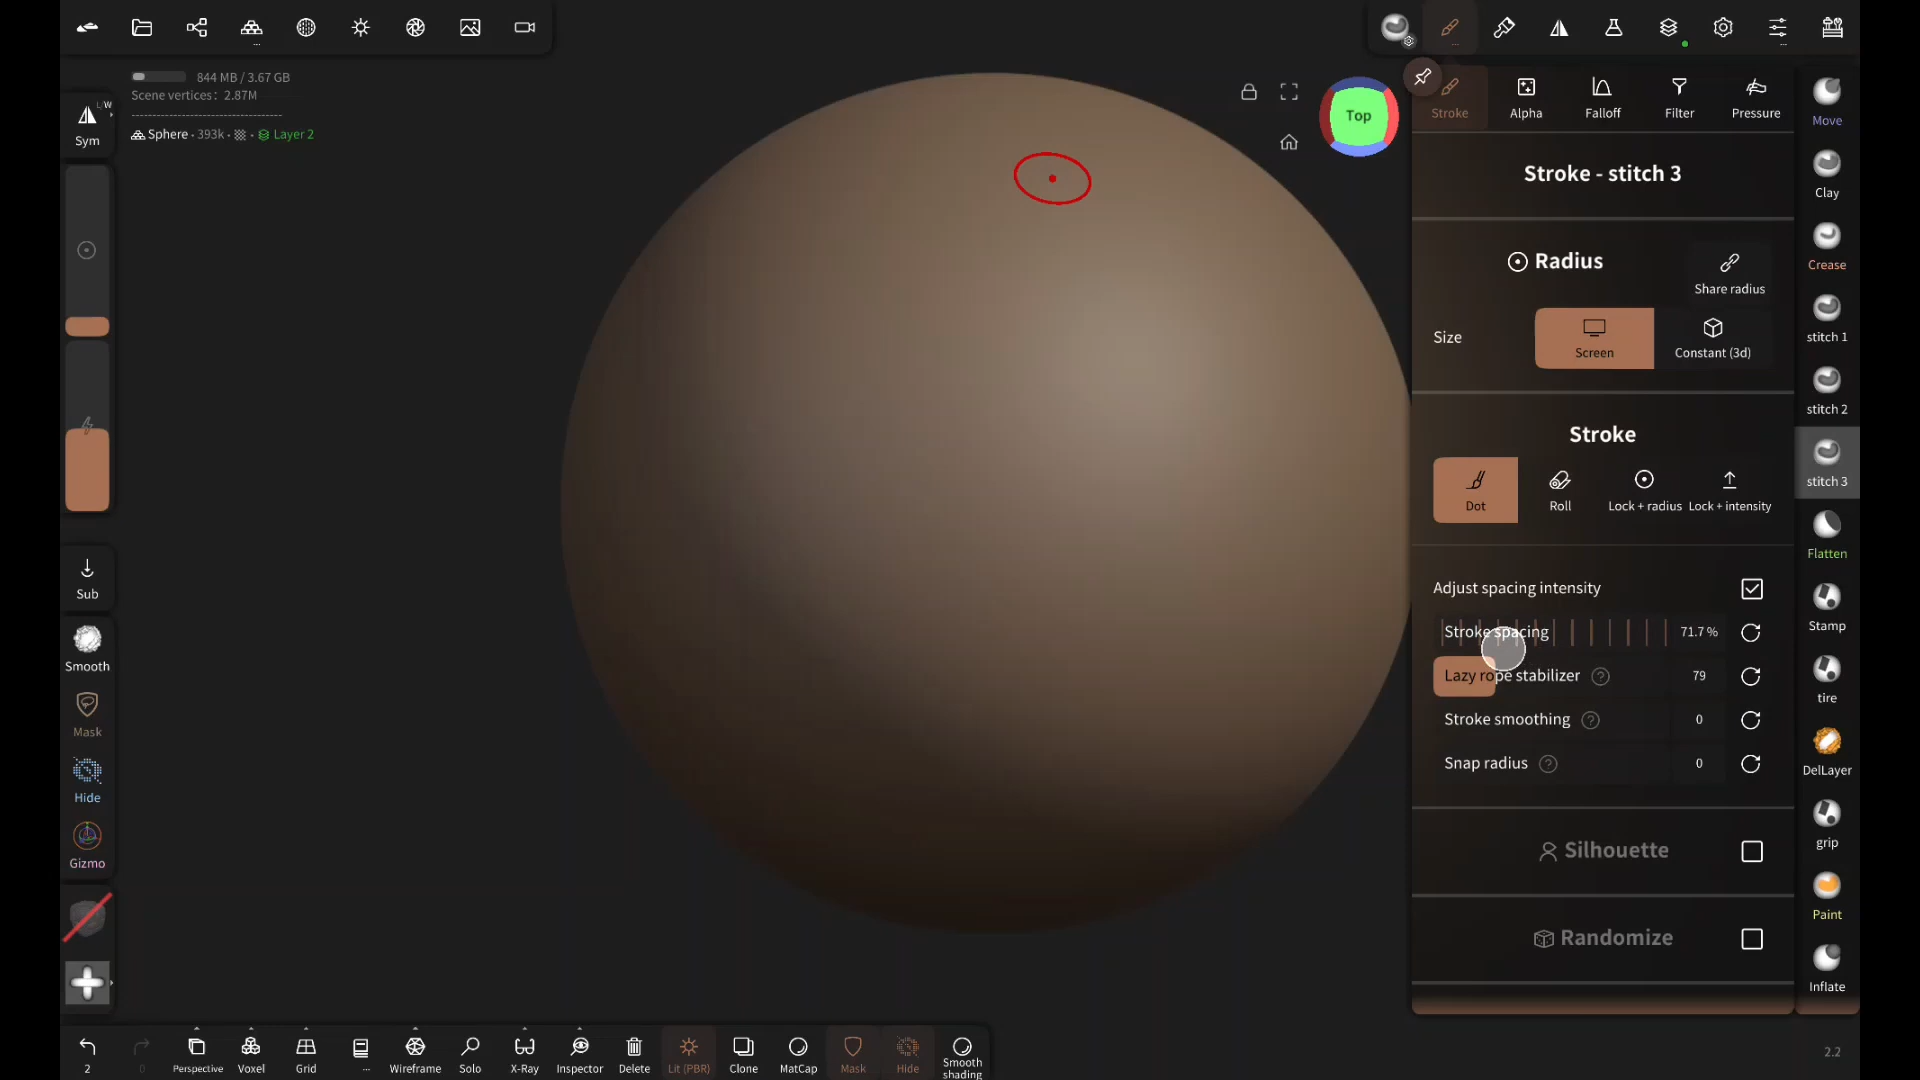 844 MB / 3.67 GB
Scene vertices: 2.87M
Sphere · 393k · Layer 2
L/W
Sym
Sub
Smooth
Mask
Hide
Gizmo
Top
Stroke
Alpha
Falloff
Filter
Pressure
Stroke - stitch 3
Radius
Share radius
Size
Screen
Constant (3d)
Stroke
Dot
Roll
Lock + radius
Lock + intensity
Adjust spacing intensity
Stroke spacing
71.7 %
Lazy rope stabilizer ?
79
Stroke smoothing ?
0
Snap radius ?
0
Silhouette
Randomize
Move
Clay
Crease
stitch 1
stitch 2
stitch 3
Flatten
Stamp
tire
DelLayer
grip
Paint
Inflate
2
0
Perspective
Voxel
Grid
...
Wireframe
Solo
X-Ray
Inspector
Delete
Lit (PBR)
Clone
MatCap
Mask
Hide
Smooth
shading
2.2